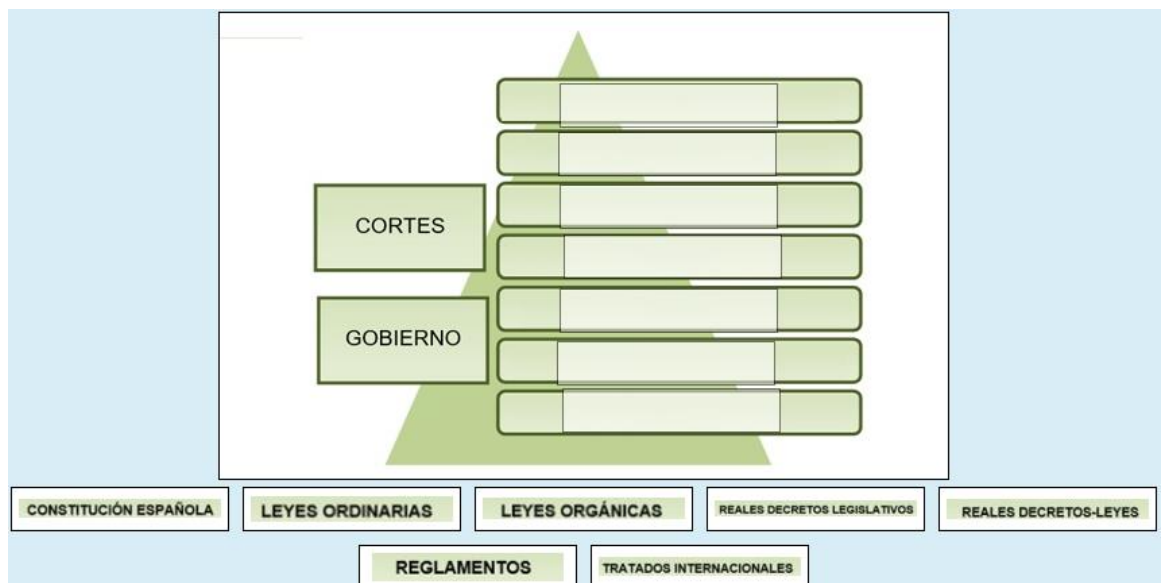 CORTES
GOBIERNO
CONSTITUCIÓN ESPAÑOLA
LEYES ORDINARIAS
LEYES ORGÁNICAS
REALES DECRETOS LEGISLATIVOS
REALES DECRETOS-LEYES
REGLAMENTOS
TRATADOS INTERNACIONALES